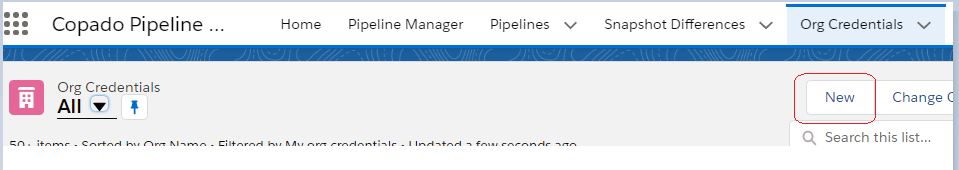 Copado Pipeline ... Home Pipeline Manager Pipelines Snapshot Differences Org Credentials
Org Credentials
All
New Change
50+ items • Sorted by Org Name • Filtered by My org credentials • Updated a few seconds ago
Search this list...